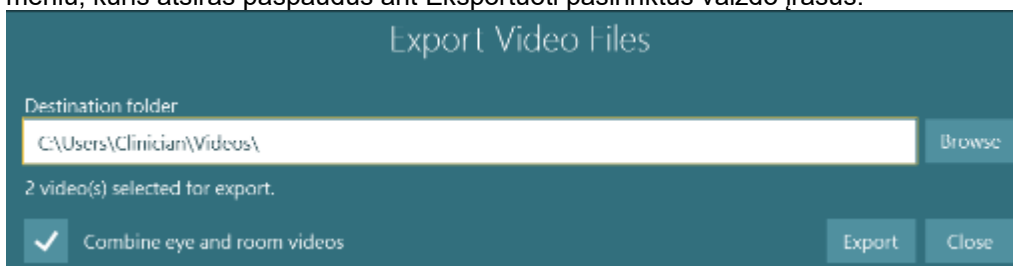 meniu, kuris atsiras paspaudus ant Eksportuoti pasirinktus vaizdo įrašus.
Export Video Files
Destination folder
C:\Users\Clinician\Videos\
Browse
2 video(s) selected for export.
Combine eye and room videos
Export
Close